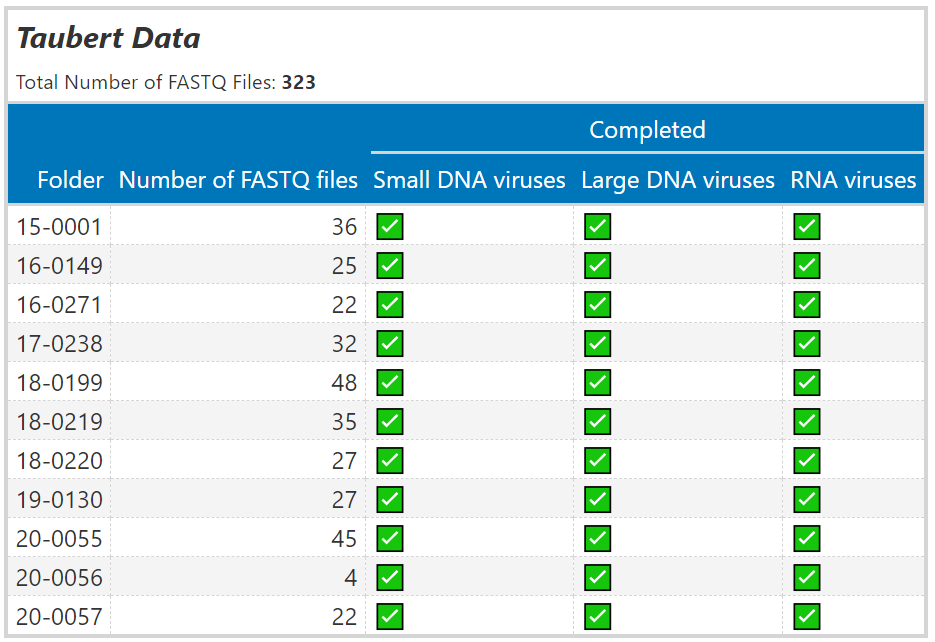 Taubert Data
Total Number of FASTQ Files: 323
Completed
Folder Number of FASTQ files Small DNA viruses Large DNA viruses RNA viruses
15-0001 36 ✅ ✅ ✅
16-0149 25 ✅ ✅ ✅
16-0271 22 ✅ ✅ ✅
17-0238 32 ✅ ✅ ✅
18-0199 48 ✅ ✅ ✅
18-0219 35 ✅ ✅ ✅
18-0220 27 ✅ ✅ ✅
19-0130 27 ✅ ✅ ✅
20-0055 45 ✅ ✅ ✅
20-0056 4 ✅ ✅ ✅
20-0057 22 ✅ ✅ ✅